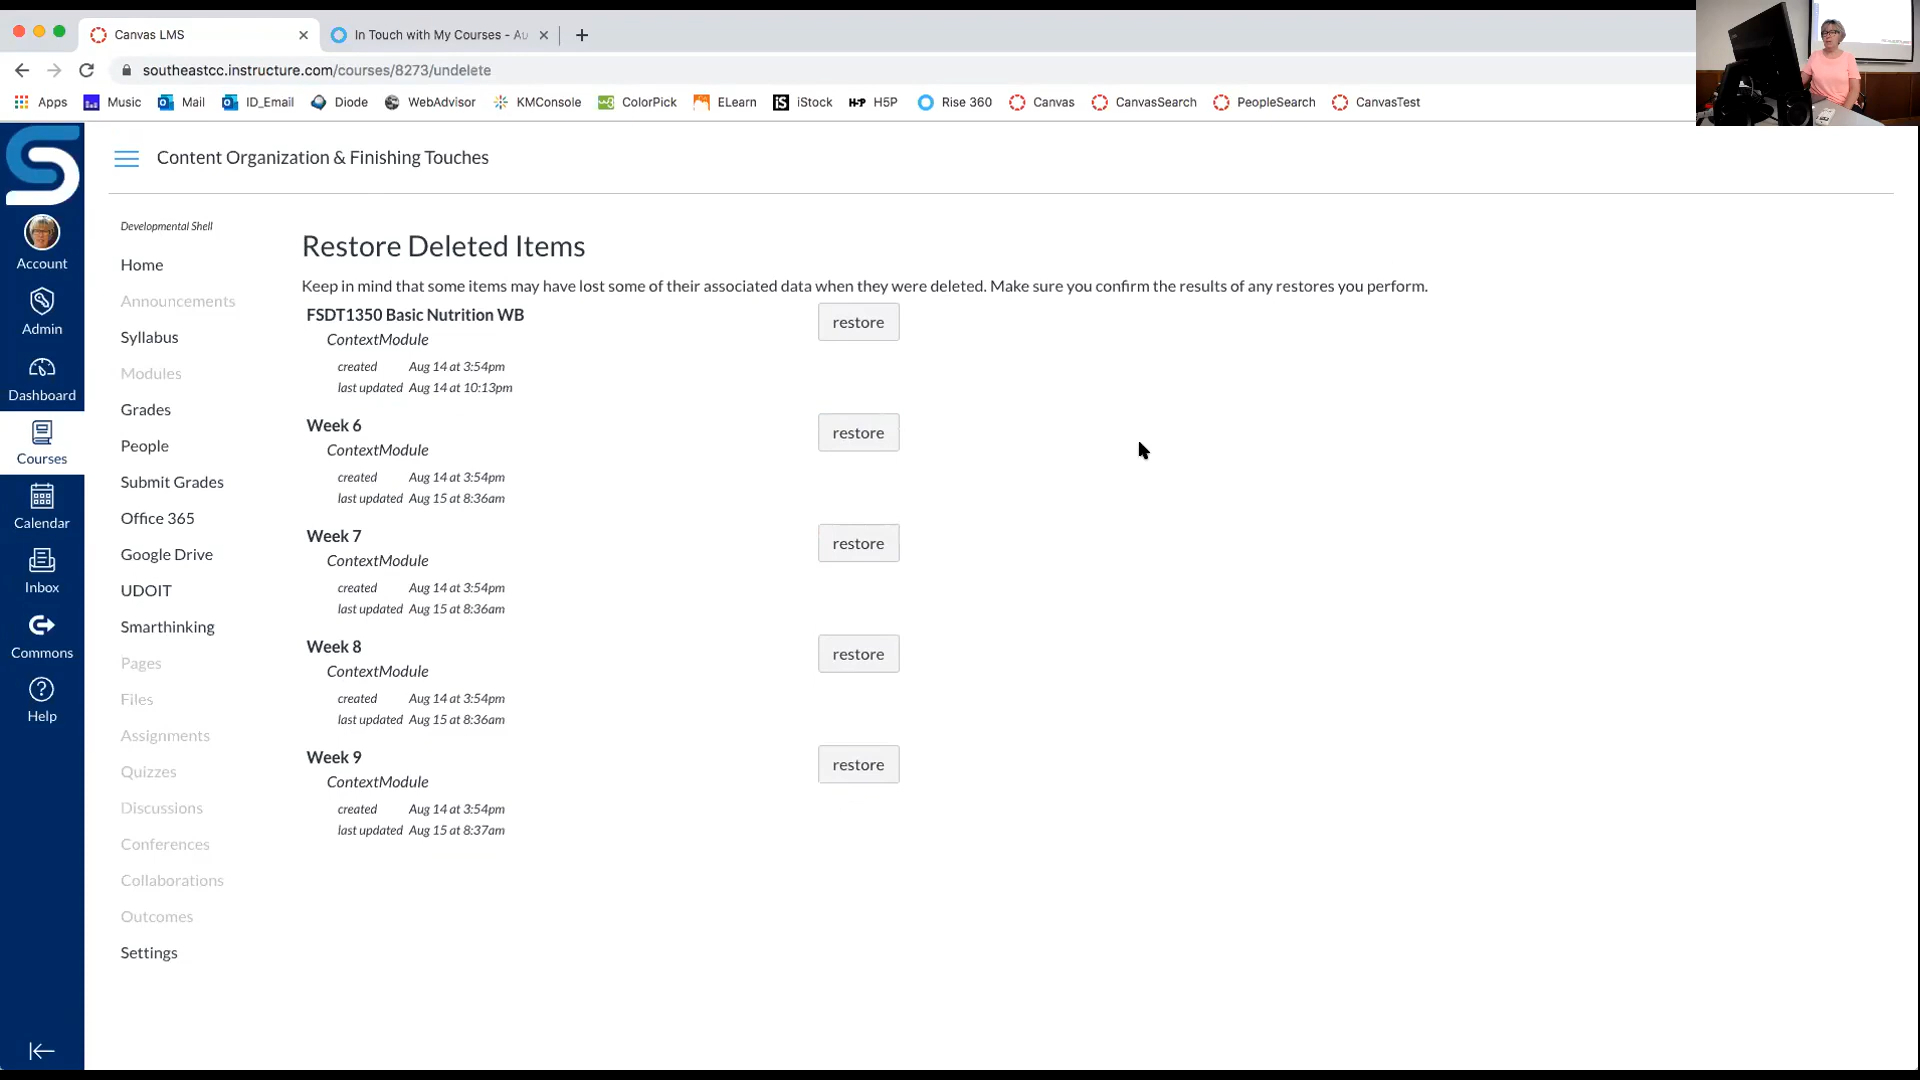 Canvas LMS
In Touch with My Courses - Au
southeastcc.instructure.com/courses/8273/undelete
Apps Music Mail ID_Email Diode WebAdvisor KMConsole ColorPick ELearn iStock H5P Rise 360 Canvas CanvasSearch PeopleSearch CanvasTest
Content Organization & Finishing Touches
Account
Admin
Dashboard
Courses
Calendar
Inbox
Commons
Help
Developmental Shell
Home
Announcements
Syllabus
Modules
Grades
People
Submit Grades
Office 365
Google Drive
UDOIT
Smarthinking
Pages
Files
Assignments
Quizzes
Discussions
Conferences
Collaborations
Outcomes
Settings
Restore Deleted Items
Keep in mind that some items may have lost some of their associated data when they were deleted. Make sure you confirm the results of any restores you perform.
FSDT1350 Basic Nutrition WB restore
ContextModule
created Aug 14 at 3:54pm
last updated Aug 14 at 10:13pm
Week 6 restore
ContextModule
created Aug 14 at 3:54pm
last updated Aug 15 at 8:36am
Week 7 restore
ContextModule
created Aug 14 at 3:54pm
last updated Aug 15 at 8:36am
Week 8 restore
ContextModule
created Aug 14 at 3:54pm
last updated Aug 15 at 8:36am
Week 9 restore
ContextModule
created Aug 14 at 3:54pm
last updated Aug 15 at 8:37am